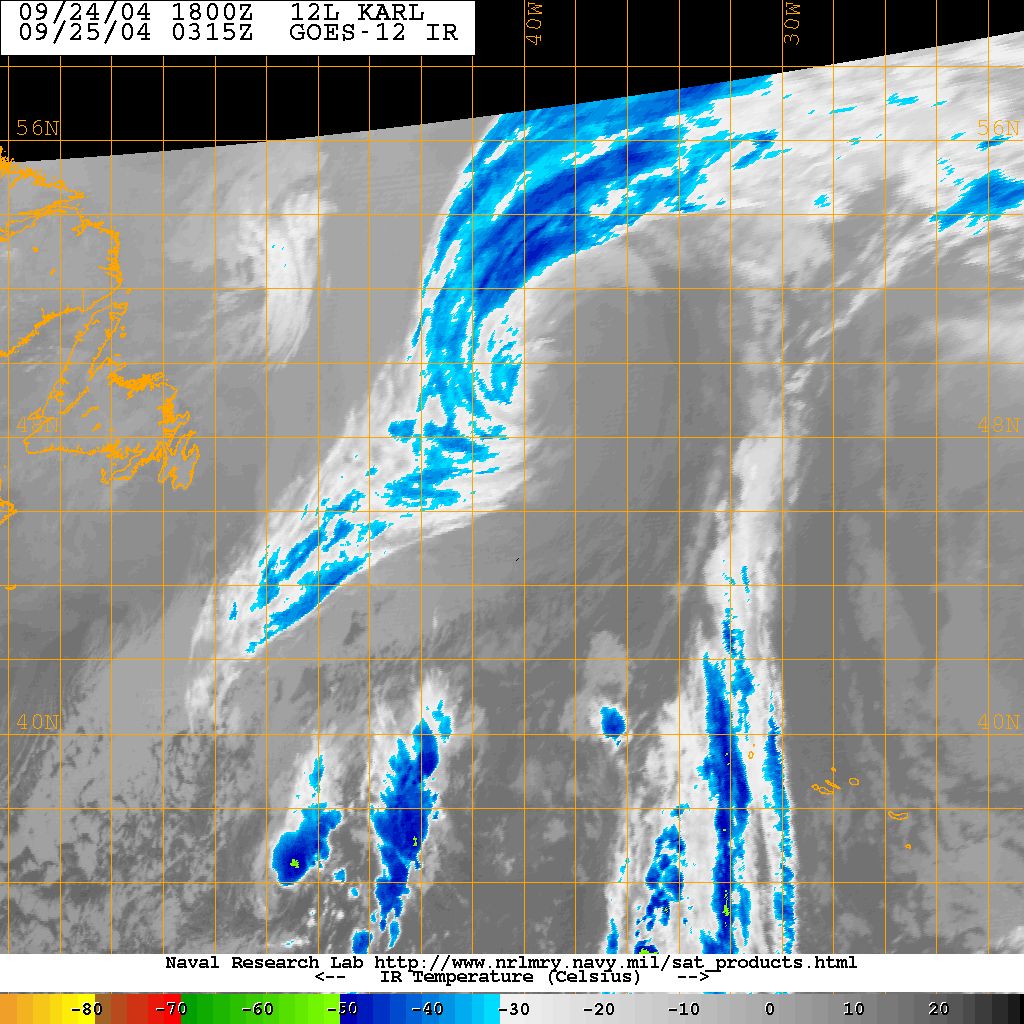 09/24/04 1800Z 12L KARL
09/25/04 0315Z GOES-12 IR
40W 30W
56N 56N
48N 48N
40N 40N
Naval Research Lab http://www.nrlmry.navy.mil/sat_products.html
<-- IR Temperature (Celsius) -->
-80 -70 -60 -50 -40 -30 -20 -10 0 10 20